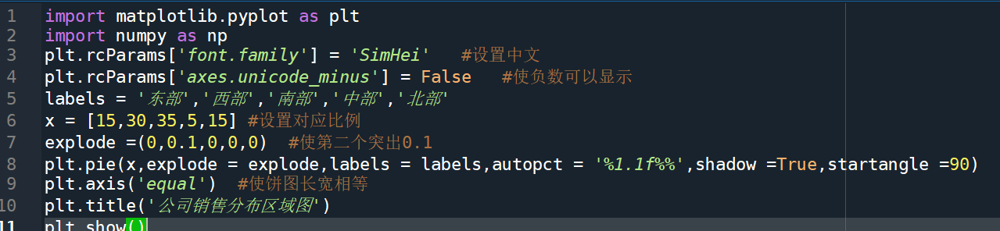 1 import matplotlib.pyplot as plt
2 import numpy as np
3 plt.rcParams['font.family'] = 'SimHei'   #设置中文
4 plt.rcParams['axes.unicode_minus'] = False   #使负数可以显示
5 labels = '东部','西部','南部','中部','北部'
6 x = [15,30,35,5,15] #设置对应比例
7 explode =(0,0.1,0,0,0)  #使第二个突出0.1
8 plt.pie(x,explode = explode,labels = labels,autopct = '%1.1f%%',shadow =True,startangle =90)
9 plt.axis('equal')  #使饼图长宽相等
10 plt.title('公司销售分布区域图')
11 plt.show()